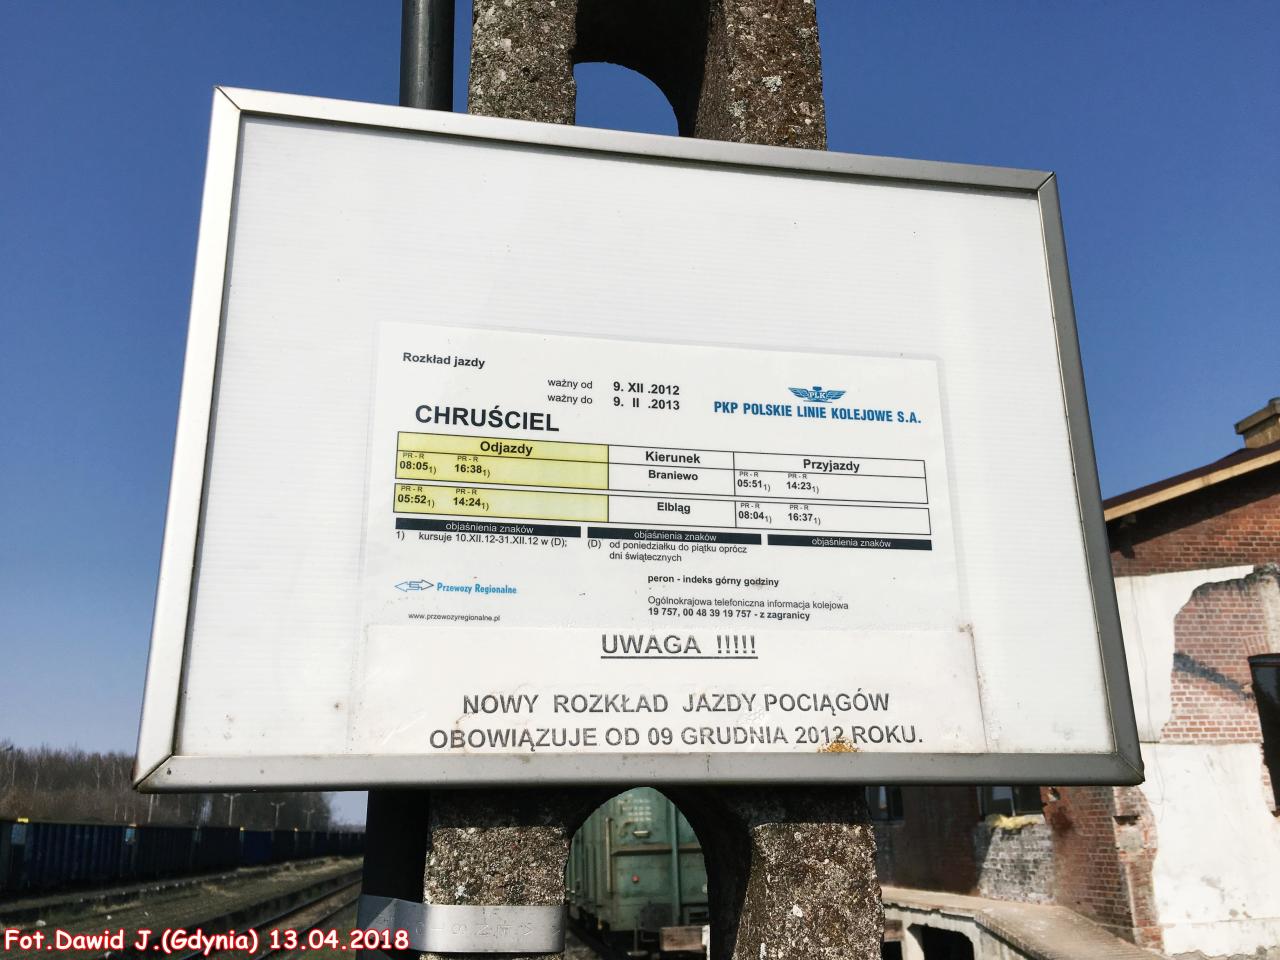 Rozkład jazdy
ważny od 9. XII .2012
ważny do 9. II .2013
PLK
PKP POLSKIE LINIE KOLEJOWE S.A.
CHRUŚCIEL
Odjazdy Kierunek Przyjazdy
PR - R PR - R Braniewo PR - R PR - R
08:051) 16:381) 05:511) 14:231)
PR - R PR - R Elbląg PR - R PR - R
05:521) 14:241) 08:041) 16:371)
objaśnienia znaków objaśnienia znaków objaśnienia znaków
1) kursuje 10.XII.12-31.XII.12 w (D); (D) od poniedziałku do piątku oprócz
dni świątecznych
peron - indeks górny godziny
Przewozy Regionalne
Ogólnokrajowa telefoniczna informacja kolejowa
www.przewozyregionalne.pl
19 757, 00 48 39 19 757 - z zagranicy
UWAGA !!!!!
NOWY ROZKŁAD JAZDY POCIĄGÓW
OBOWIĄZUJE OD 09 GRUDNIA 2012 ROKU.
Fot.Dawid J.(Gdynia) 13.04.2018